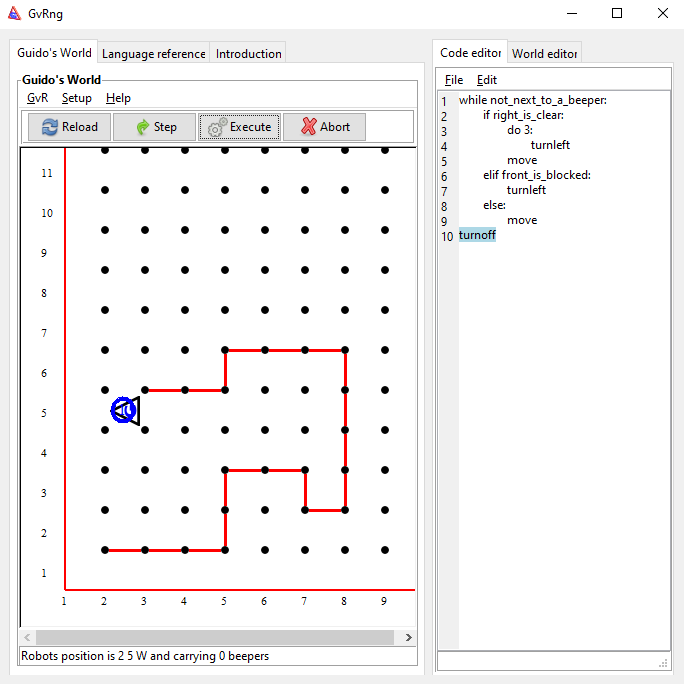 GvRng
Guido's World
Language reference
Introduction
Guido's World
GvR Setup Help
Reload
Step
Execute
Abort
11
10
9
8
7
6
5
4
3
2
1
1 2 3 4 5 6 7 8 9
Robots position is 2 5 W and carrying 0 beepers
Code editor
World editor
File Edit
1 while not_next_to_a_beeper:
2 if right_is_clear:
3 do 3:
4 turnleft
5 move
6 elif front_is_blocked:
7 turnleft
8 else:
9 move
10 turnoff